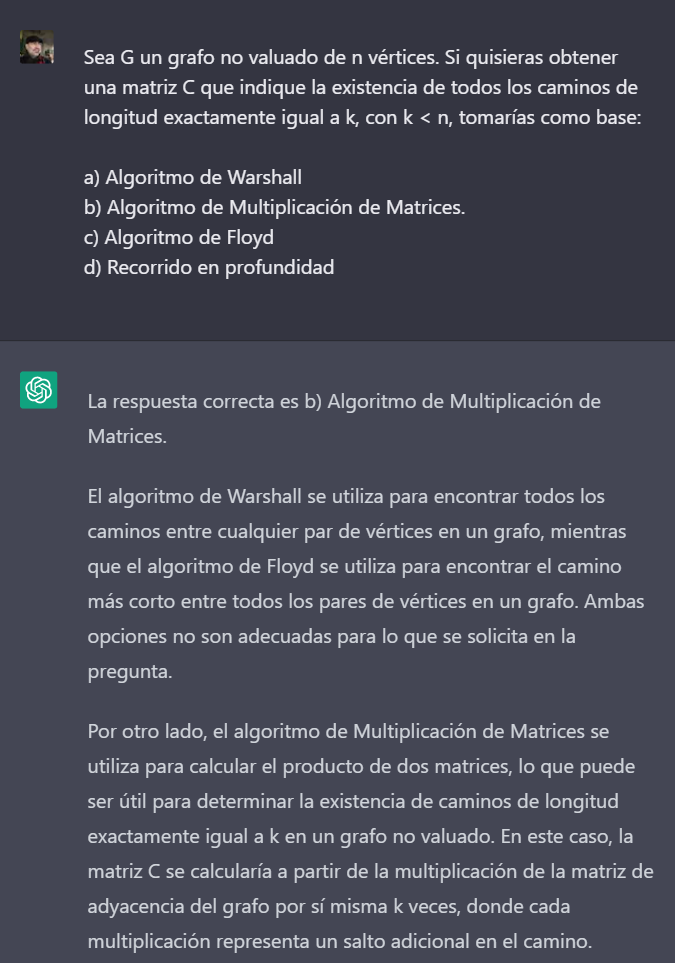 Sea G un grafo no valuado de n vértices. Si quisieras obtener
una matriz C que indique la existencia de todos los caminos de
longitud exactamente igual a k, con k < n, tomarías como base:
a) Algoritmo de Warshall
b) Algoritmo de Multiplicación de Matrices.
c) Algoritmo de Floyd
d) Recorrido en profundidad
La respuesta correcta es b) Algoritmo de Multiplicación de
Matrices.
El algoritmo de Warshall se utiliza para encontrar todos los
caminos entre cualquier par de vértices en un grafo, mientras
que el algoritmo de Floyd se utiliza para encontrar el camino
más corto entre todos los pares de vértices en un grafo. Ambas
opciones no son adecuadas para lo que se solicita en la
pregunta.
Por otro lado, el algoritmo de Multiplicación de Matrices se
utiliza para calcular el producto de dos matrices, lo que puede
ser útil para determinar la existencia de caminos de longitud
exactamente igual a k en un grafo no valuado. En este caso, la
matriz C se calcularía a partir de la multiplicación de la matriz de
adyacencia del grafo por sí misma k veces, donde cada
multiplicación representa un salto adicional en el camino.